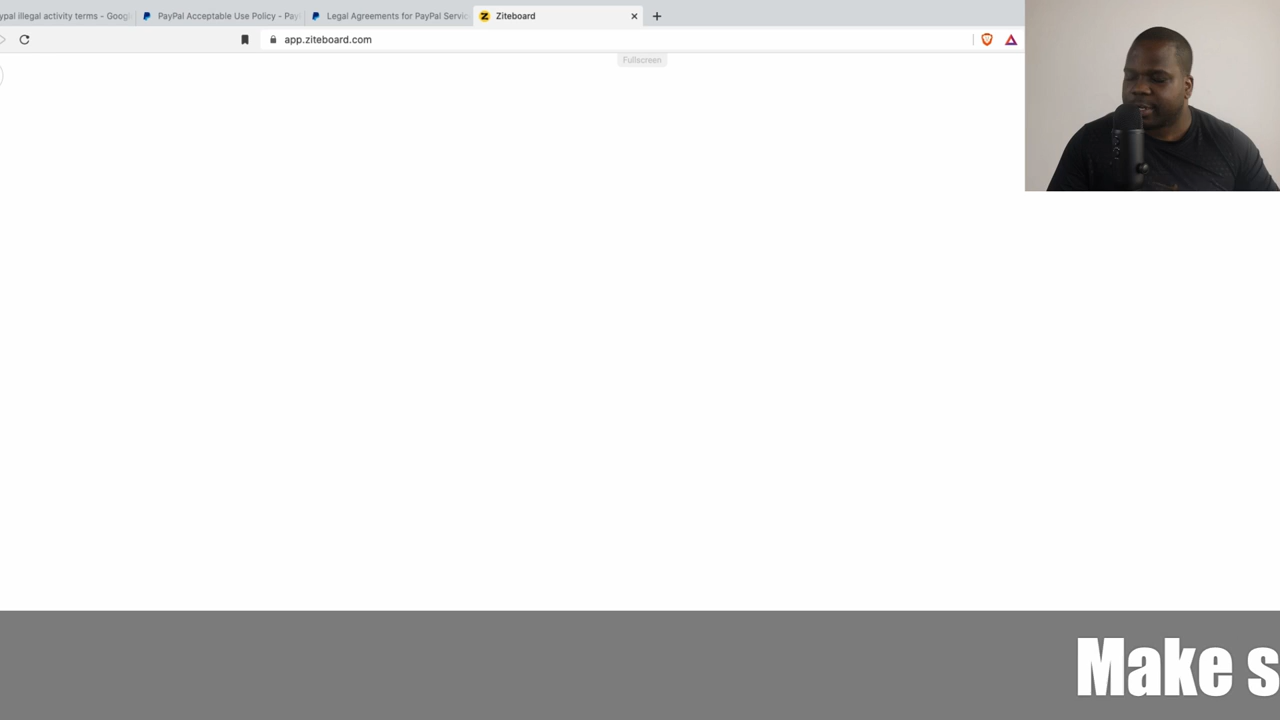 ypal illegal activity terms - Goog
PayPal Acceptable Use Policy - Pay
Legal Agreements for PayPal Servic
Ziteboard
app.ziteboard.com
Fullscreen
Make s